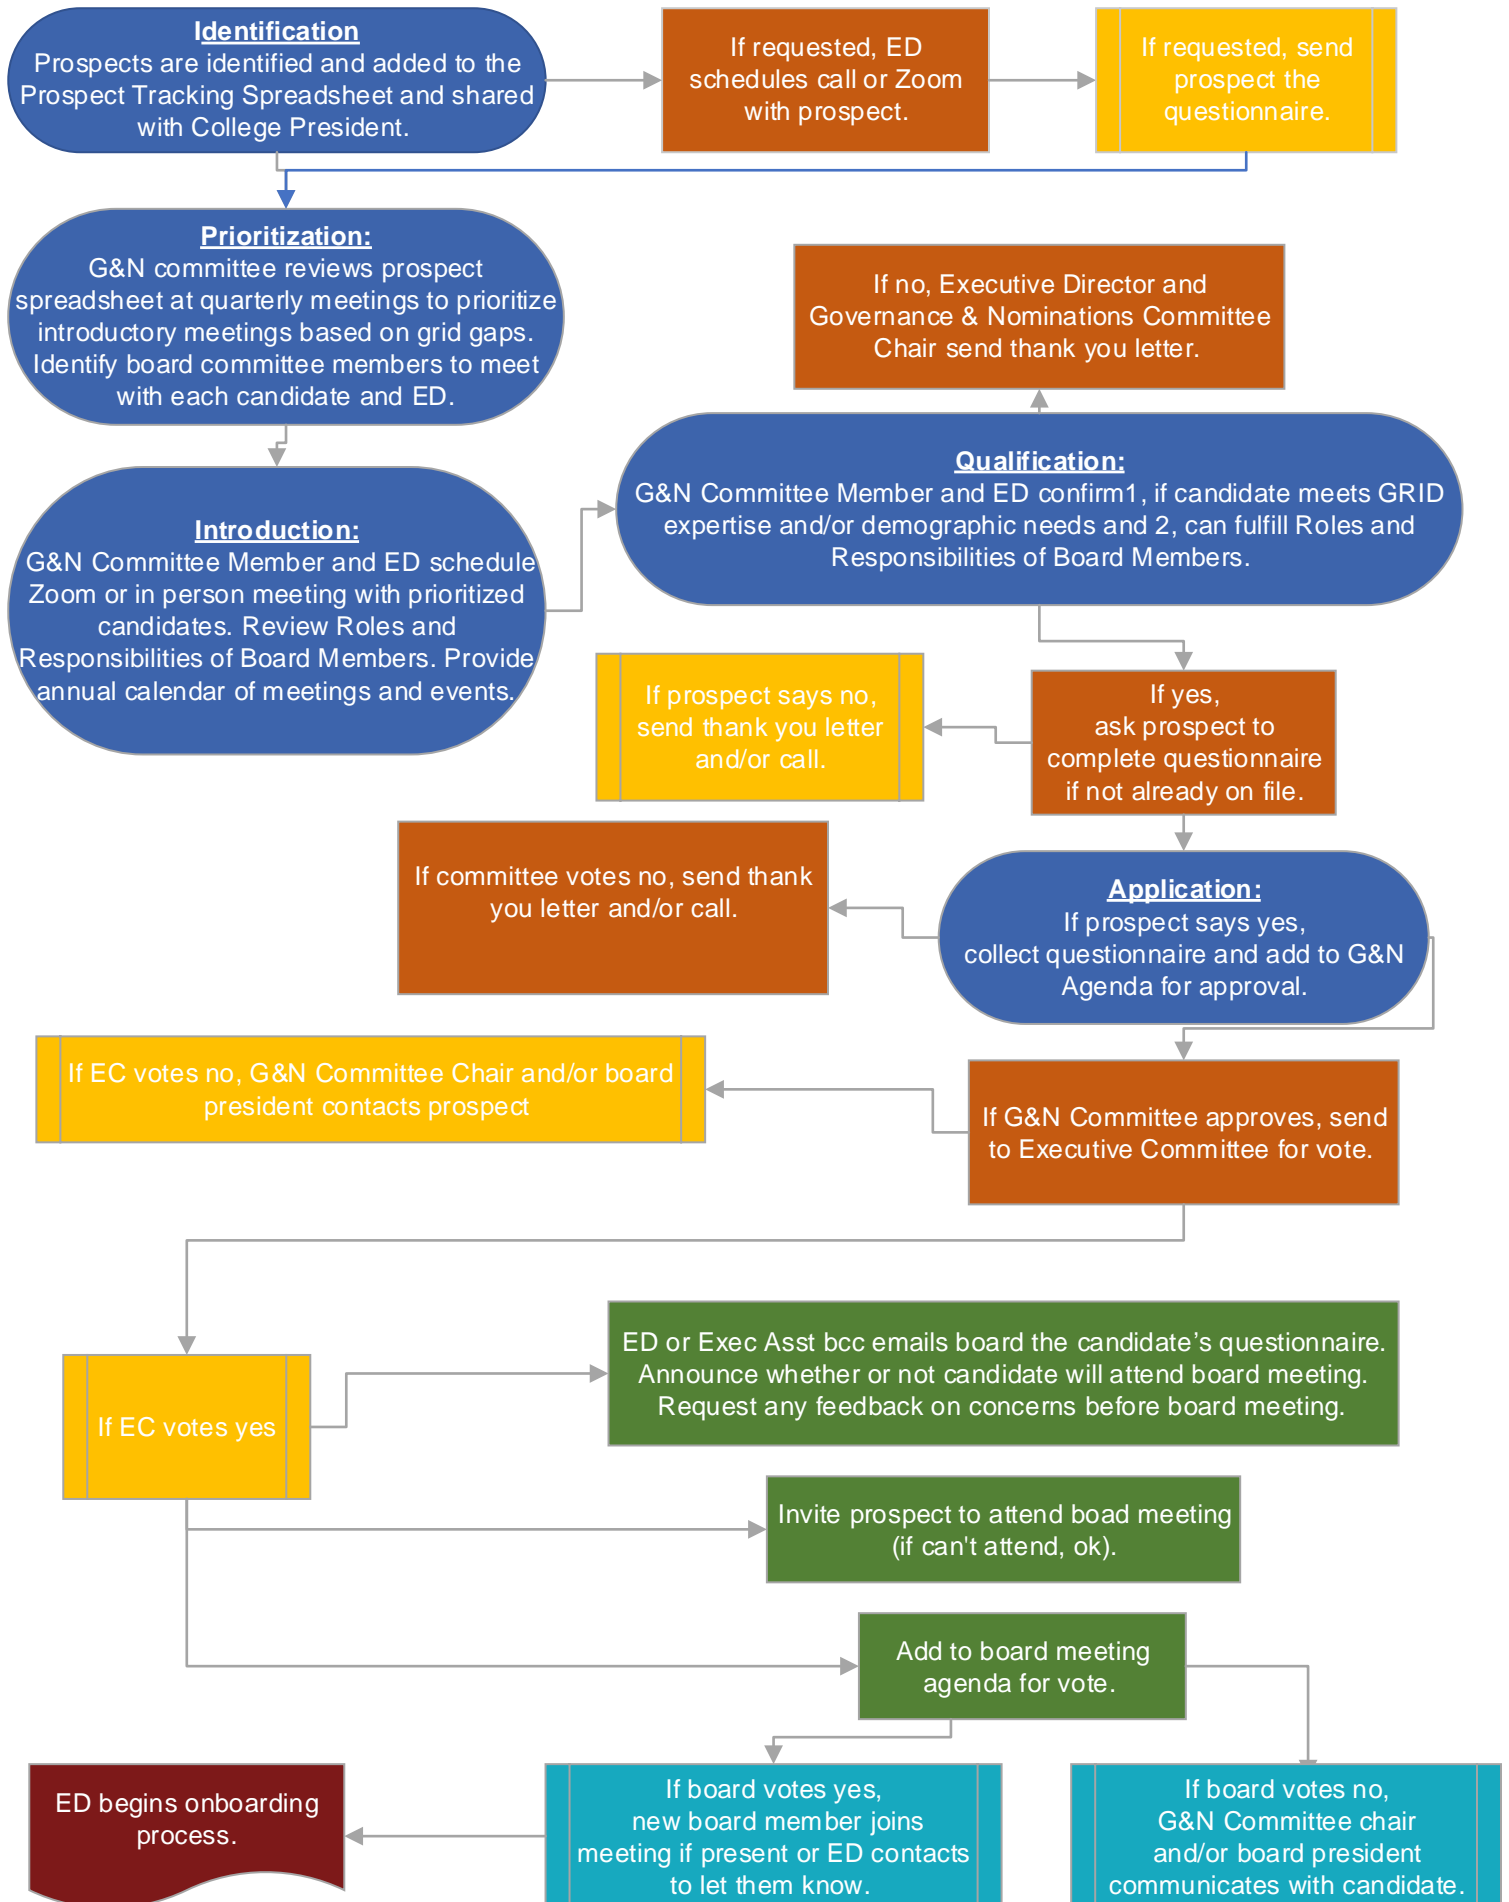 Identification
Prospects are identified and added to the
Prospect Tracking Spreadsheet and shared
with College President.
If requested, ED
schedules call or Zoom
with prospect.
If requested, send
prospect the
questionnaire.
Prioritization:
G&N committee reviews prospect
spreadsheet at quarterly meetings to prioritize
introductory meetings based on grid gaps.
Identify board committee members to meet
with each candidate and ED.
If no, Executive Director and
Governance & Nominations Committee
Chair send thank you letter.
Introduction:
G&N Committee Member and ED schedule
Zoom or in person meeting with prioritized
candidates. Review Roles and
Responsibilities of Board Members. Provide
annual calendar of meetings and events.
Qualification:
G&N Committee Member and ED confirm1, if candidate meets GRID
expertise and/or demographic needs and 2, can fulfill Roles and
Responsibilities of Board Members.
If prospect says no,
send thank you letter
and/or call.
If yes,
ask prospect to
complete questionnaire
if not already on file.
If committee votes no, send thank
you letter and/or call.
Application:
If prospect says yes,
collect questionnaire and add to G&N
Agenda for approval.
If EC votes no, G&N Committee Chair and/or board
president contacts prospect
If G&N Committee approves, send
to Executive Committee for vote.
If EC votes yes
ED or Exec Asst bcc emails board the candidate’s questionnaire.
Announce whether or not candidate will attend board meeting.
Request any feedback on concerns before board meeting.
Invite prospect to attend boad meeting
(if can't attend, ok).
Add to board meeting
agenda for vote.
ED begins onboarding
process.
If board votes yes,
new board member joins
meeting if present or ED contacts
to let them know.
If board votes no,
G&N Committee chair
and/or board president
communicates with candidate.